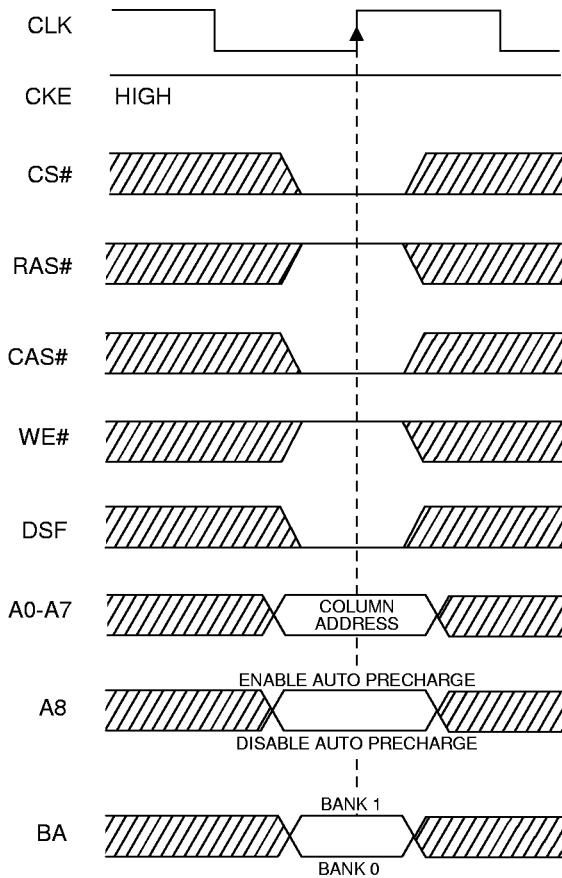 CLK
CKE HIGH
CS#
RAS#
CAS#
WE#
DSF
A0-A7 COLUMN
ADDRESS
ENABLE AUTO PRECHARGE
A8
DISABLE AUTO PRECHARGE
BANK 1
BA
BANK 0